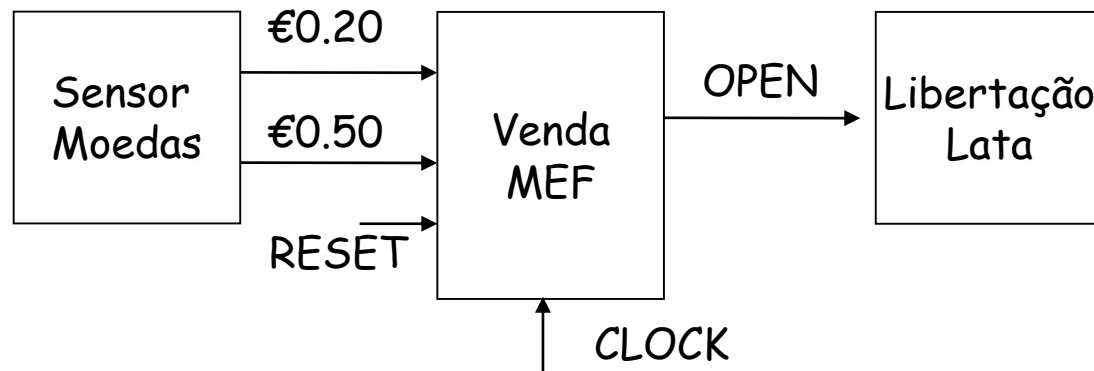 Sensor
Moedas
€0.20
€0.50
RESET
Venda
MEF
CLOCK
OPEN
Libertação
Lata